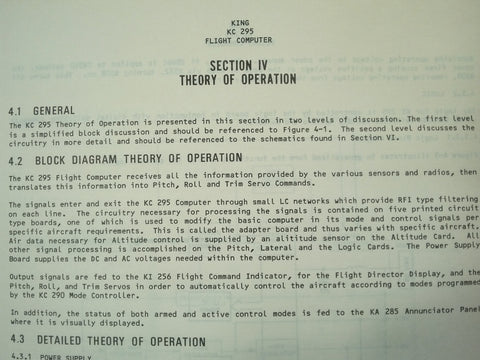 KING
KC 295
FLIGHT COMPUTER
SECTION IV
THEORY OF OPERATION
4.1 GENERAL
The KC 295 Theory of Operation is presented in this section in two levels of discussion. The first level
is a simplified block discussion and should be referenced to Figure 4-1. The second level discusses the
circuitry in more detail and should be referenced to the schematics found in Section VI.
4.2 BLOCK DIAGRAM THEORY OF OPERATION
The KC 295 Flight Computer receives all the information provided by the various sensors and radios, then
translates this information into Pitch, Roll and Trim Servo Commands.
The signals enter and exit the KC 295 Computer through small LC networks which provide RFI type filtering
on each line. The circuitry necessary for processing the signals is contained on five printed circuit
type boards, one of which is used to modify the basic computer in its mode and control signals per
specific aircraft requirements. This is called the adapter board and thus varies with specific aircraft.
Air data necessary for Altitude control is supplied by an alititude sensor on the Altitude Card. All
other signal processing is accomplished on the Pitch, Lateral and the Logic Cards. The Power Supply
Board supplies the DC and AC voltages needed within the computer.
Output signals are fed to the KI 256 Flight Command Indicator, for the Flight Director Display, and the
Pitch, Roll, and Trim Servos in order to automatically control the aircraft according to modes programmed
by the KC 290 Mode Controller.
In addition, the status of both armed and active control modes is fed to the KA 285 Annunciator Panel
where it is visually displayed.
4.3 DETAILED THEORY OF OPERATION
4.3.1 POWER SUPPLY